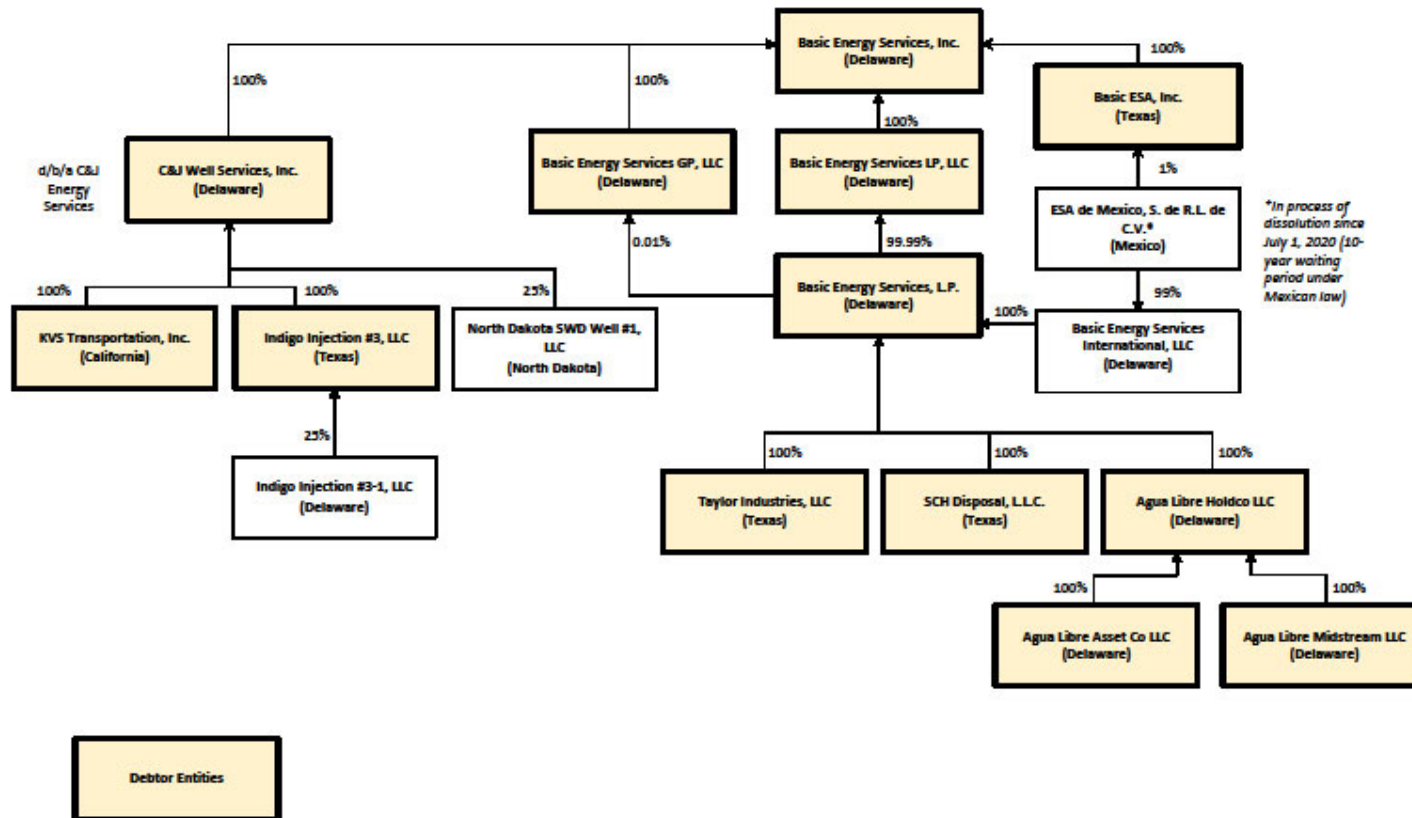 Basic Energy Services, Inc.
(Delaware)
100%
100%
100%
Basic ESA, Inc.
(Texas)
100%
d/b/a C&J
Energy
Services
C&J Well Services, Inc.
(Delaware)
Basic Energy Services GP, LLC
(Delaware)
Basic Energy Services LP, LLC
(Delaware)
1%
ESA de Mexico, S. de R.L. de
C.V.*
(Mexico)
*In process of
dissolution since
July 1, 2020 (10-
year waiting
period under
Mexican law)
0.01%
99.99%
Basic Energy Services, L.P.
(Delaware)
99%
100%
Basic Energy Services
International, LLC
(Delaware)
100%
100%
25%
KVS Transportation, Inc.
(California)
Indigo Injection #3, LLC
(Texas)
North Dakota SWD Well #1,
LLC
(North Dakota)
25%
Indigo Injection #3-1, LLC
(Delaware)
100%
100%
100%
Taylor Industries, LLC
(Texas)
SCH Disposal, L.L.C.
(Texas)
Agua Libre Holdco LLC
(Delaware)
100%
100%
Agua Libre Asset Co LLC
(Delaware)
Agua Libre Midstream LLC
(Delaware)
Debtor Entities